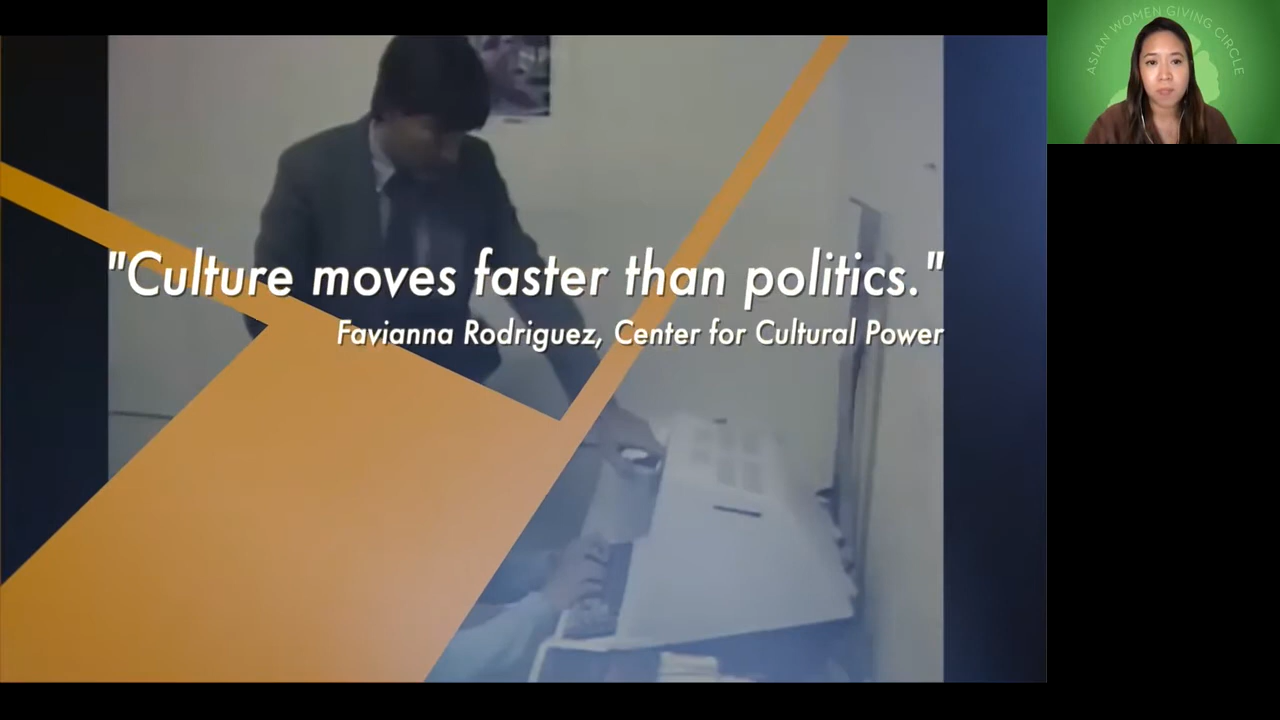 "Culture moves faster than politics."
Favianna Rodriguez, Center for Cultural Power
ASIAN WOMEN GIVING CIRCLE